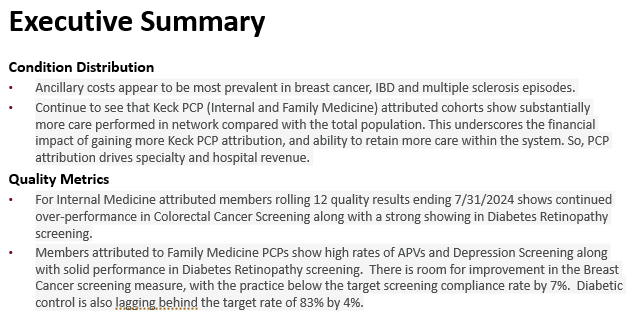 Executive Summary
Condition Distribution
• Ancillary costs appear to be most prevalent in breast cancer, IBD and multiple sclerosis episodes.
• Continue to see that Keck PCP (Internal and Family Medicine) attributed cohorts show substantially
more care performed in network compared with the total population. This underscores the financial
impact of gaining more Keck PCP attribution, and ability to retain more care within the system. So, PCP
attribution drives specialty and hospital revenue.
Quality Metrics
• For Internal Medicine attributed members rolling 12 quality results ending 7/31/2024 shows continued
over-performance in Colorectal Cancer Screening along with a strong showing in Diabetes Retinopathy
screening.
• Members attributed to Family Medicine PCPs show high rates of APVs and Depression Screening along
with solid performance in Diabetes Retinopathy screening.  There is room for improvement in the Breast
Cancer screening measure, with the practice below the target screening compliance rate by 7%.  Diabetic
control is also lagging behind the target rate of 83% by 4%.